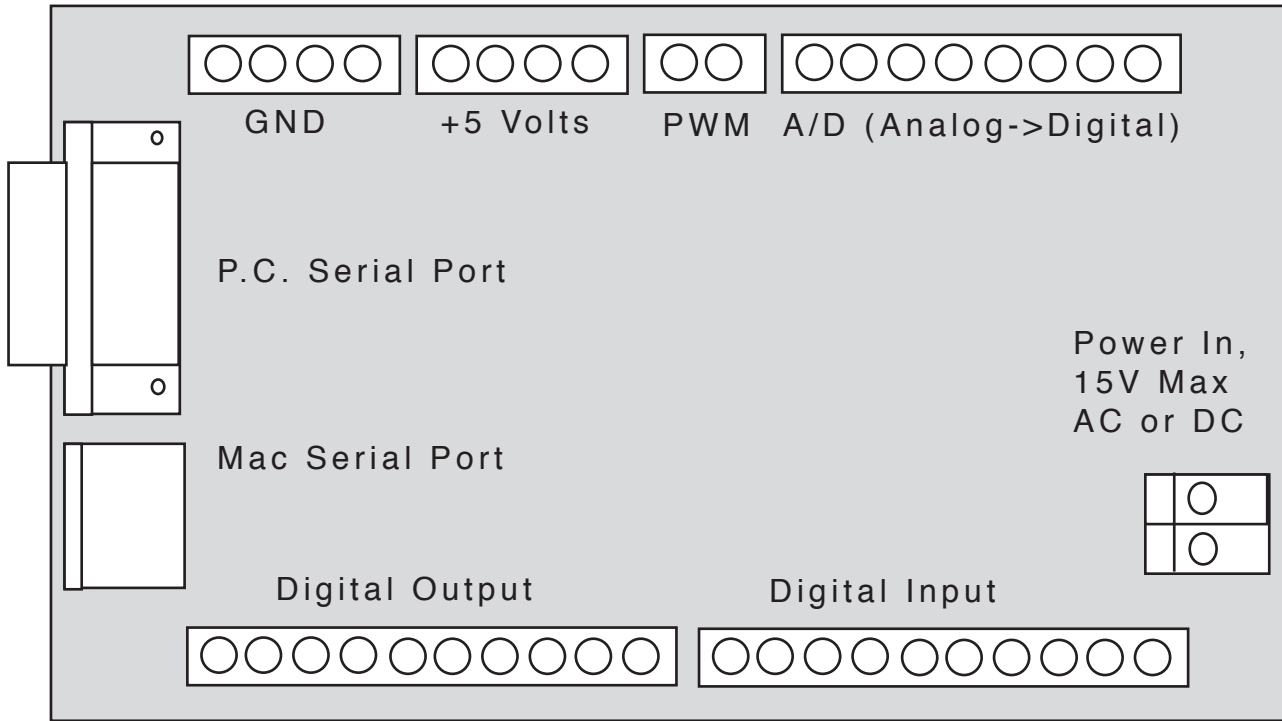 GND
+5 Volts
PWM
A/D (Analog->Digital)
P.C. Serial Port
Power In,
15V Max
AC or DC
Mac Serial Port
Digital Output
Digital Input